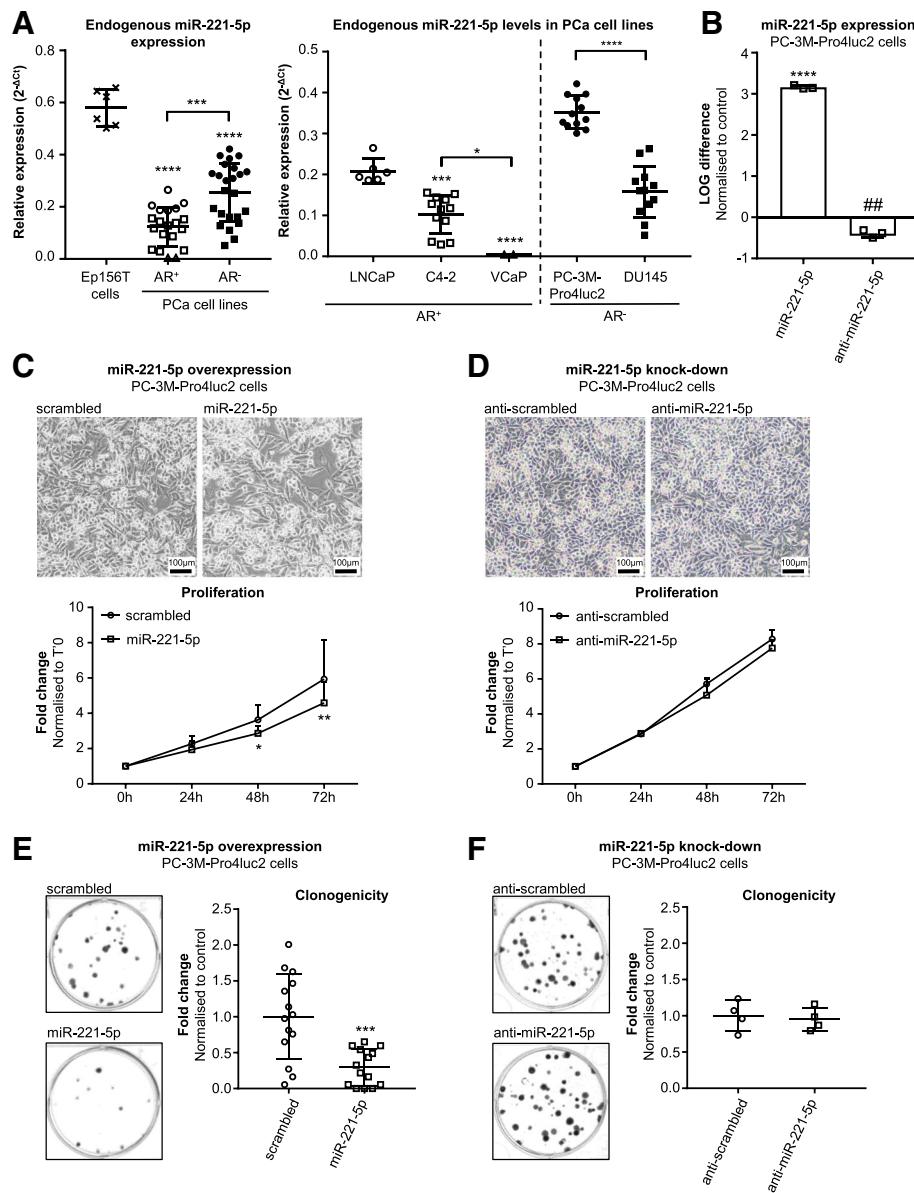 A
Endogenous miR-221-5p
expression
Relative expression (2-ΔCt)
0.8
0.6
0.4
0.2
0.0
****
***
****
Ep156T
cells
AR+
AR-
PCa cell lines
Endogenous miR-221-5p levels in PCa cell lines
Relative expression (2-ΔCt)
0.5
0.4
0.3
0.2
0.1
0.0
***
*
****
****
LNCaP
C4-2
VCaP
PC-3M-
Pro4luc2
DU145
AR+
AR-
B
miR-221-5p expression
PC-3M-Pro4luc2 cells
LOG difference
Normalised to control
4
3
2
1
0
-1
****
##
miR-221-5p
anti-miR-221-5p
C
miR-221-5p overexpression
PC-3M-Pro4luc2 cells
scrambled
miR-221-5p
100µm
100µm
Proliferation
scrambled
miR-221-5p
Fold change
Normalised to T'0
10
8
6
4
2
0
*
**
0h
24h
48h
72h
D
miR-221-5p knock-down
PC-3M-Pro4luc2 cells
anti-scrambled
anti-miR-221-5p
100µm
100µm
Proliferation
anti-scrambled
anti-miR-221-5p
Fold change
Normalised to T'0
10
8
6
4
2
0
0h
24h
48h
72h
E
miR-221-5p overexpression
PC-3M-Pro4luc2 cells
scrambled
miR-221-5p
Clonogenicity
Fold change
Normalised to control
2.5
2.0
1.5
1.0
0.5
0.0
***
scrambled
miR-221-5p
F
miR-221-5p knock-down
PC-3M-Pro4luc2 cells
anti-scrambled
anti-miR-221-5p
Clonogenicity
Fold change
Normalised to control
2.5
2.0
1.5
1.0
0.5
0.0
anti-scrambled
anti-miR-221-5p